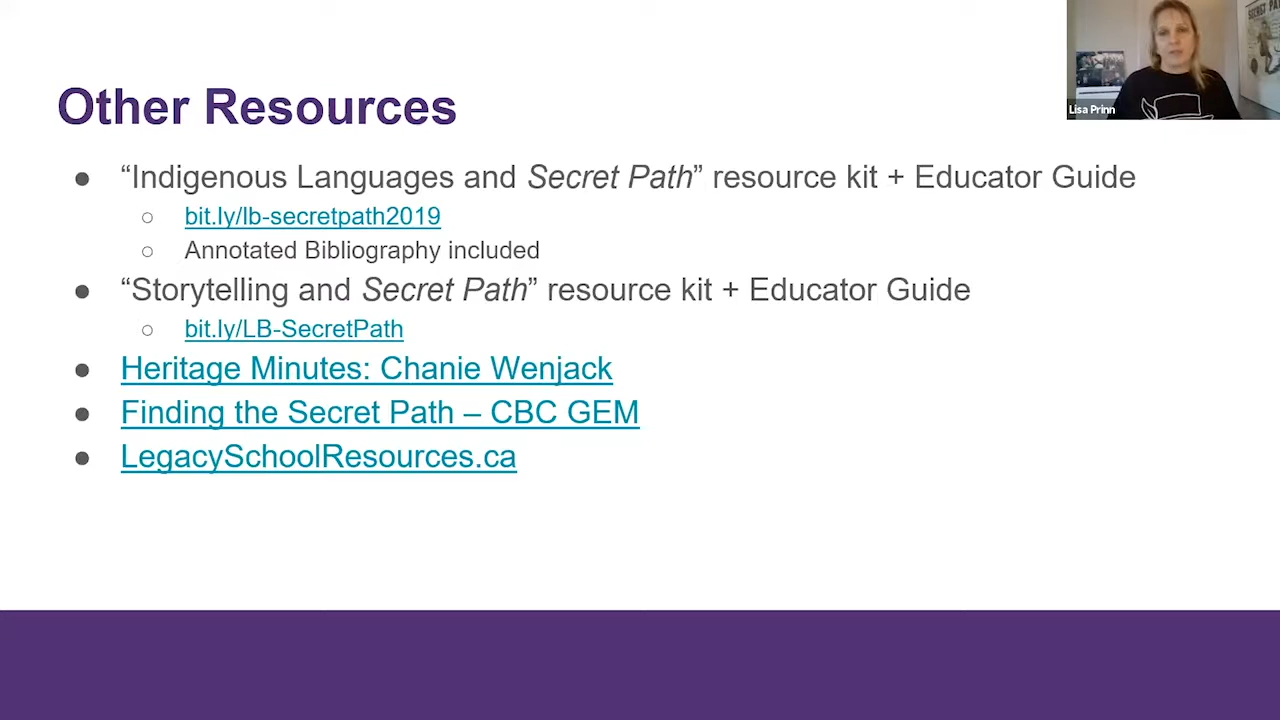 Other Resources
● “Indigenous Languages and Secret Path” resource kit + Educator Guide
○ bit.ly/lb-secretpath2019
○ Annotated Bibliography included
● “Storytelling and Secret Path” resource kit + Educator Guide
○ bit.ly/LB-SecretPath
● Heritage Minutes: Chanie Wenjack
● Finding the Secret Path – CBC GEM
● LegacySchoolResources.ca
Lisa Prinn